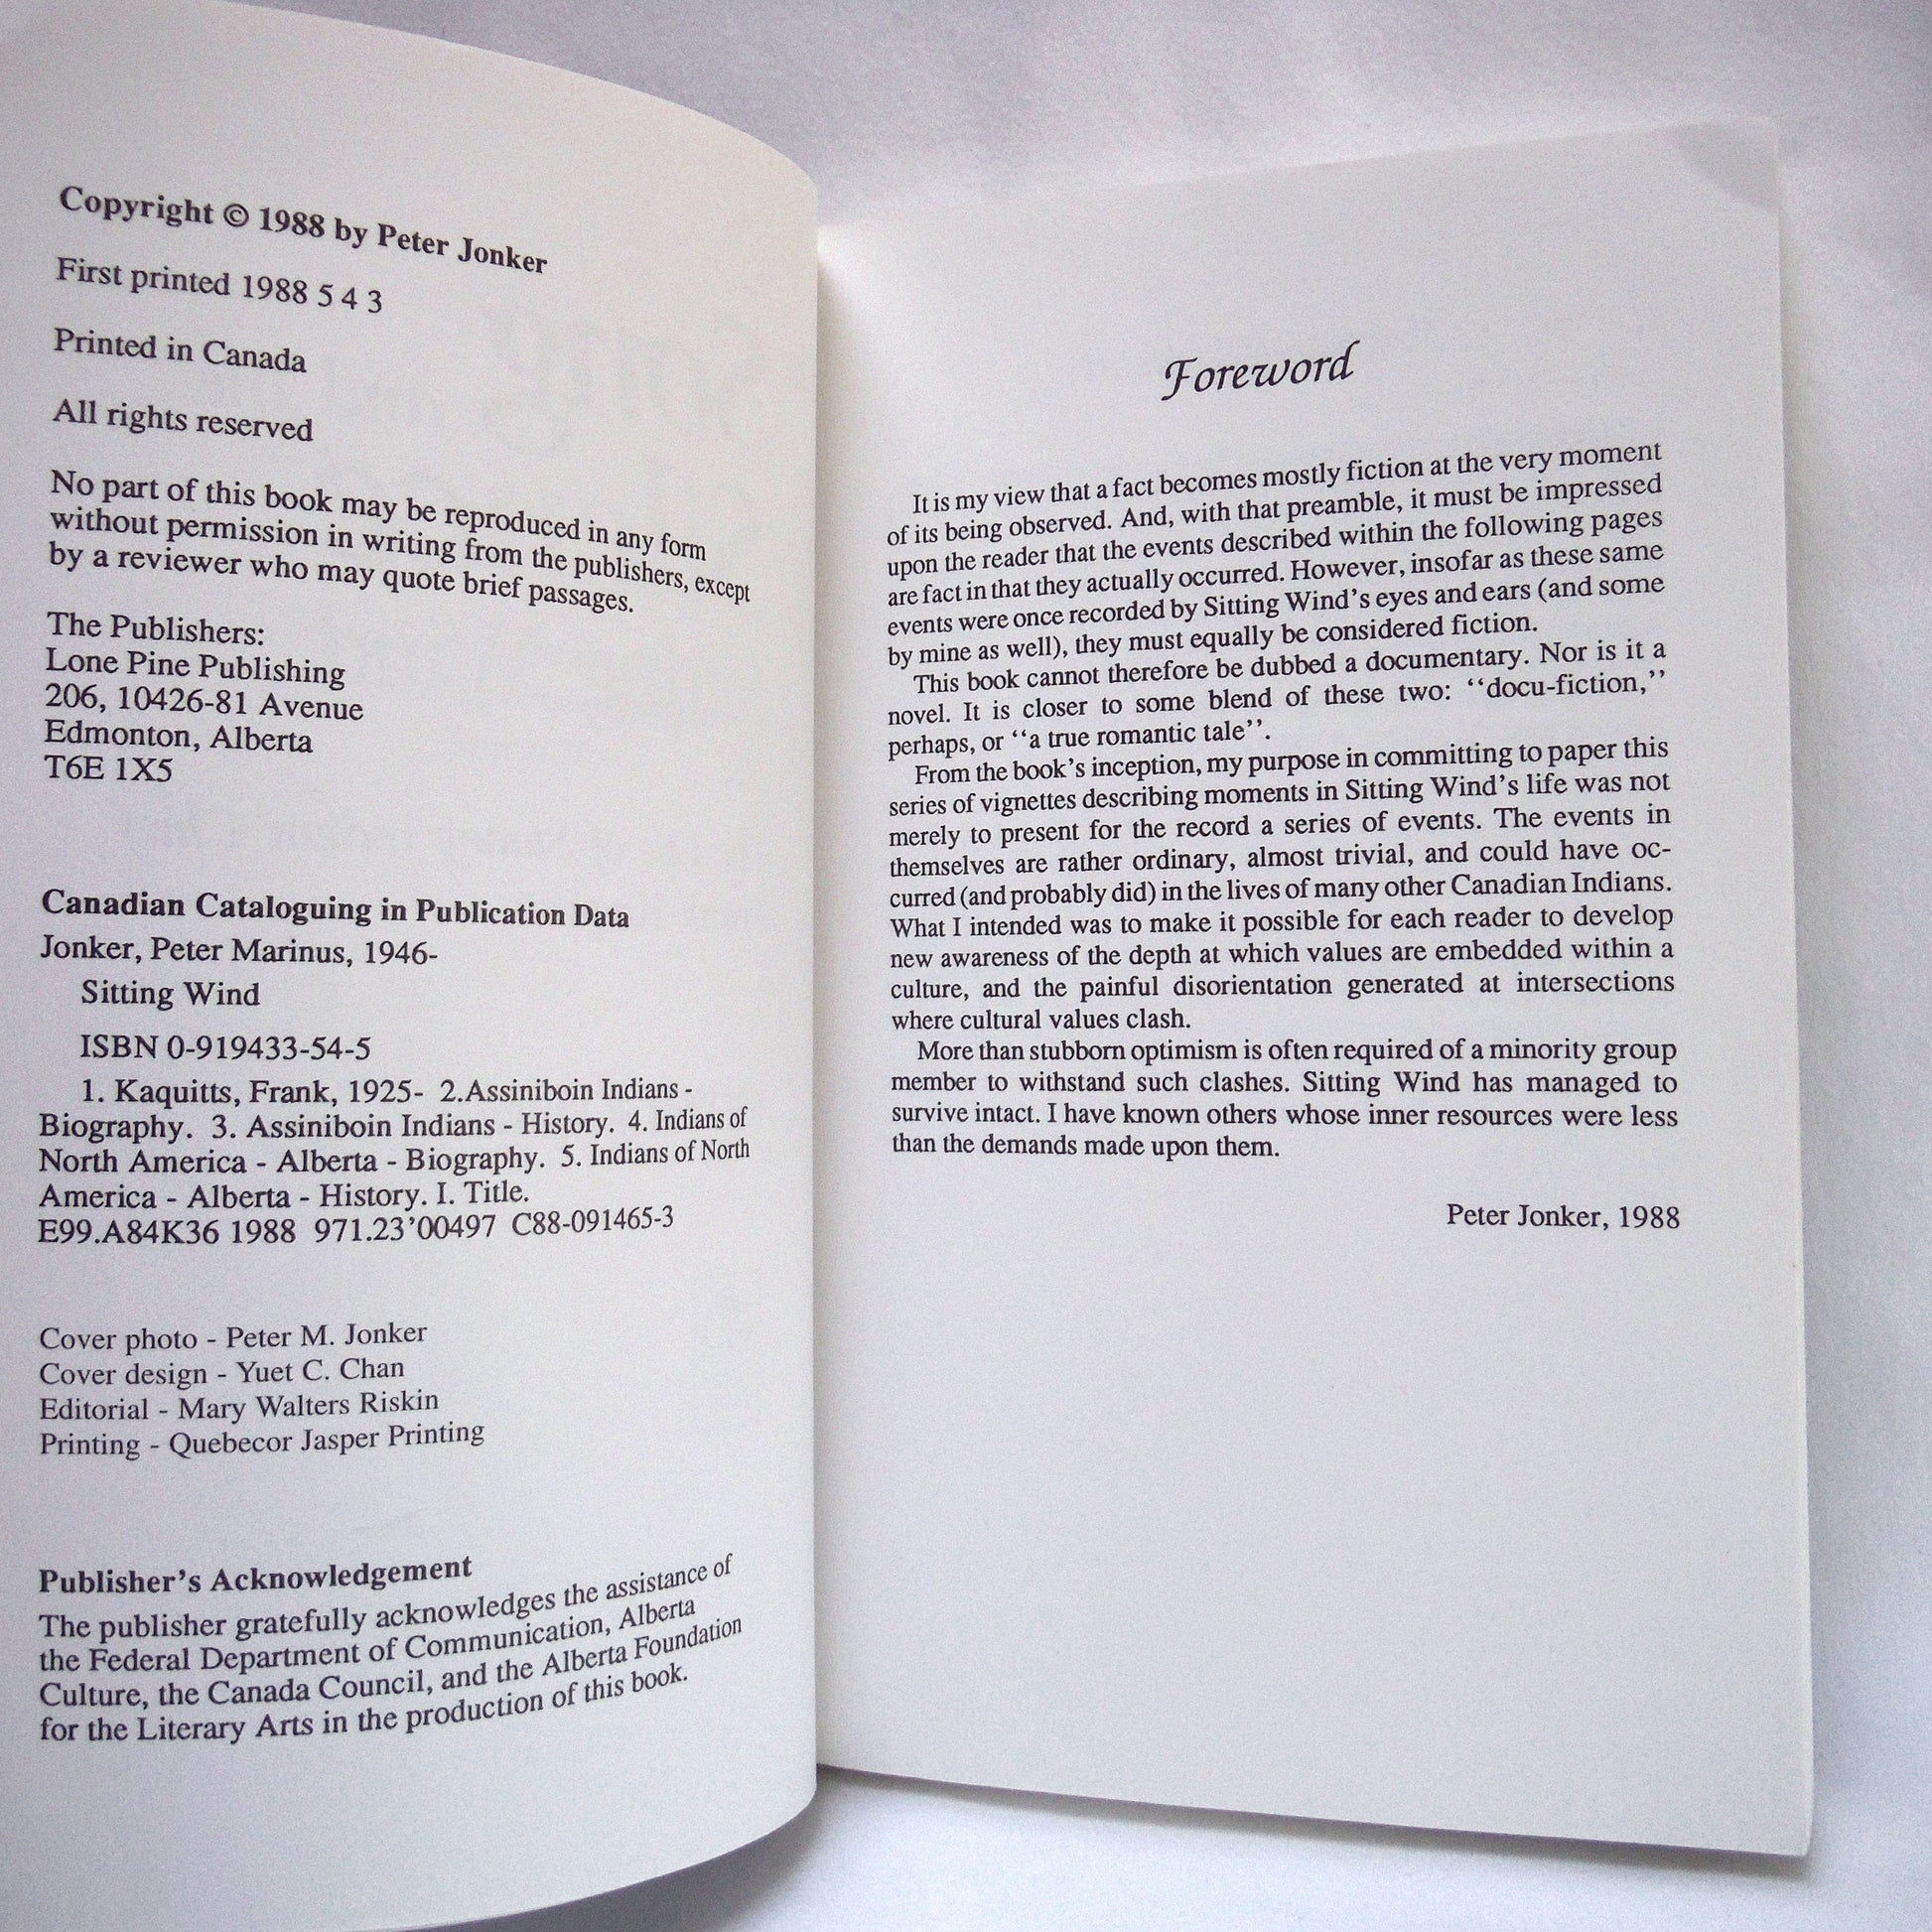 Copyright © 1988 by Peter Jonker
First printed 1988 5 4 3
Printed in Canada
All rights reserved
No part of this book may be reproduced in any form
without permission in writing from the publishers, except
by a reviewer who may quote brief passages.
The Publishers:
Lone Pine Publishing
206, 10426-81 Avenue
Edmonton, Alberta
T6E 1X5
Canadian Cataloguing in Publication Data
Jonker, Peter Marinus, 1946-
Sitting Wind
ISBN 0-919433-54-5
1. Kaquitts, Frank, 1925- 2.Assiniboin Indians -
Biography. 3. Assiniboin Indians - History. 4. Indians of
North America - Alberta - Biography. 5. Indians of North
America - Alberta - History. I. Title.
E99.A84K36 1988 971.23'00497 C88-091465-3
Cover photo - Peter M. Jonker
Cover design - Yuet C. Chan
Editorial - Mary Walters Riskin
Printing - Quebecor Jasper Printing
Publisher's Acknowledgement
The publisher gratefully acknowledges the assistance of
the Federal Department of Communication, Alberta
Culture, the Canada Council, and the Alberta Foundation
for the Literary Arts in the production of this book.
Foreword
It is my view that a fact becomes mostly fiction at the very moment
of its being observed. And, with that preamble, it must be impressed
upon the reader that the events described within the following pages
are fact in that they actually occurred. However, insofar as these same
events were once recorded by Sitting Wind's eyes and ears (and some
by mine as well), they must equally be considered fiction.
This book cannot therefore be dubbed a documentary. Nor is it a
novel. It is closer to some blend of these two: ‘‘docu-fiction,’’
perhaps, or ‘‘a true romantic tale’’.
From the book's inception, my purpose in committing to paper this
series of vignettes describing moments in Sitting Wind's life was not
merely to present for the record a series of events. The events in
themselves are rather ordinary, almost trivial, and could have oc-
curred (and probably did) in the lives of many other Canadian Indians.
What I intended was to make it possible for each reader to develop
new awareness of the depth at which values are embedded within a
culture, and the painful disorientation generated at intersections
where cultural values clash.
More than stubborn optimism is often required of a minority group
member to withstand such clashes. Sitting Wind has managed to
survive intact. I have known others whose inner resources were less
than the demands made upon them.
Peter Jonker, 1988